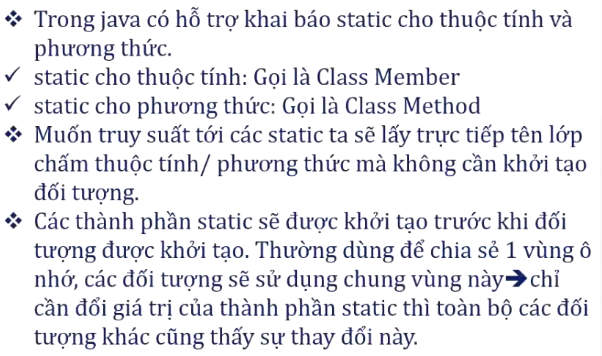 ❖ Trong java có hỗ trợ khai báo static cho thuộc tính và
phương thức.
✓ static cho thuộc tính: Gọi là Class Member
✓ static cho phương thức: Gọi là Class Method
❖ Muốn truy suất tới các static ta sẽ lấy trực tiếp tên lớp
chấm thuộc tính/ phương thức mà không cần khởi tạo
đối tượng.
❖ Các thành phần static sẽ được khởi tạo trước khi đối
tượng được khởi tạo. Thường dùng để chia sẻ 1 vùng ô
nhớ, các đối tượng sẽ sử dụng chung vùng này➔chỉ
cần đổi giá trị của thành phần static thì toàn bộ các đối
tượng khác cũng thấy sự thay đổi này.